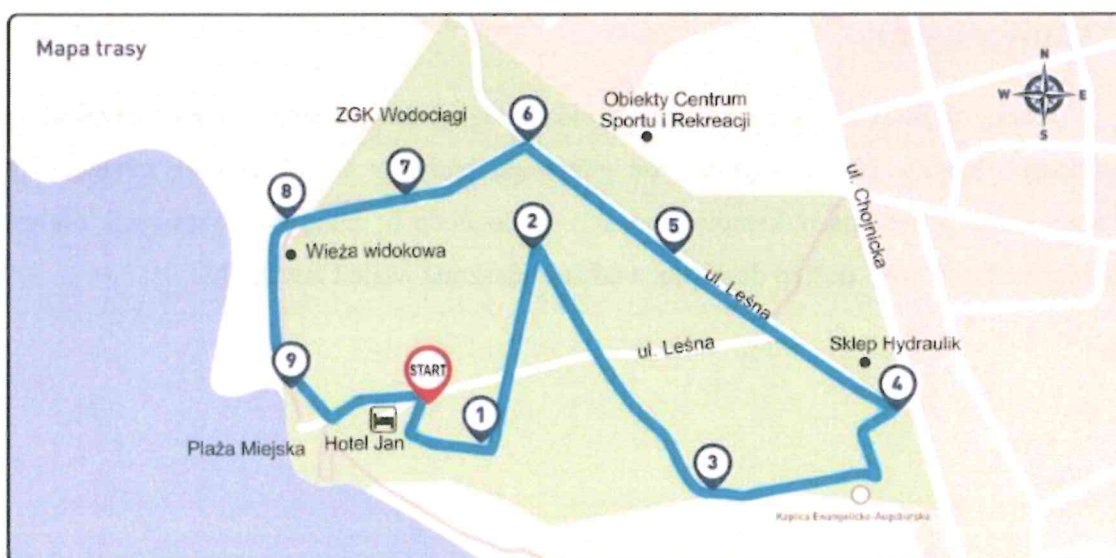 Mapa trasy
N
W E
S
ZGK Wodociągi
6
Obiekty Centrum
Sportu i Rekreacji
7
8
2
5
ul. Chojnicka
Wieża widokowa
ul. Leśna
ul. Leśna
Sklep Hydraulik
9
START
4
1
Plaża Miejska
Hotel Jan
3
Kaplica Ewangelicko-Augsburska